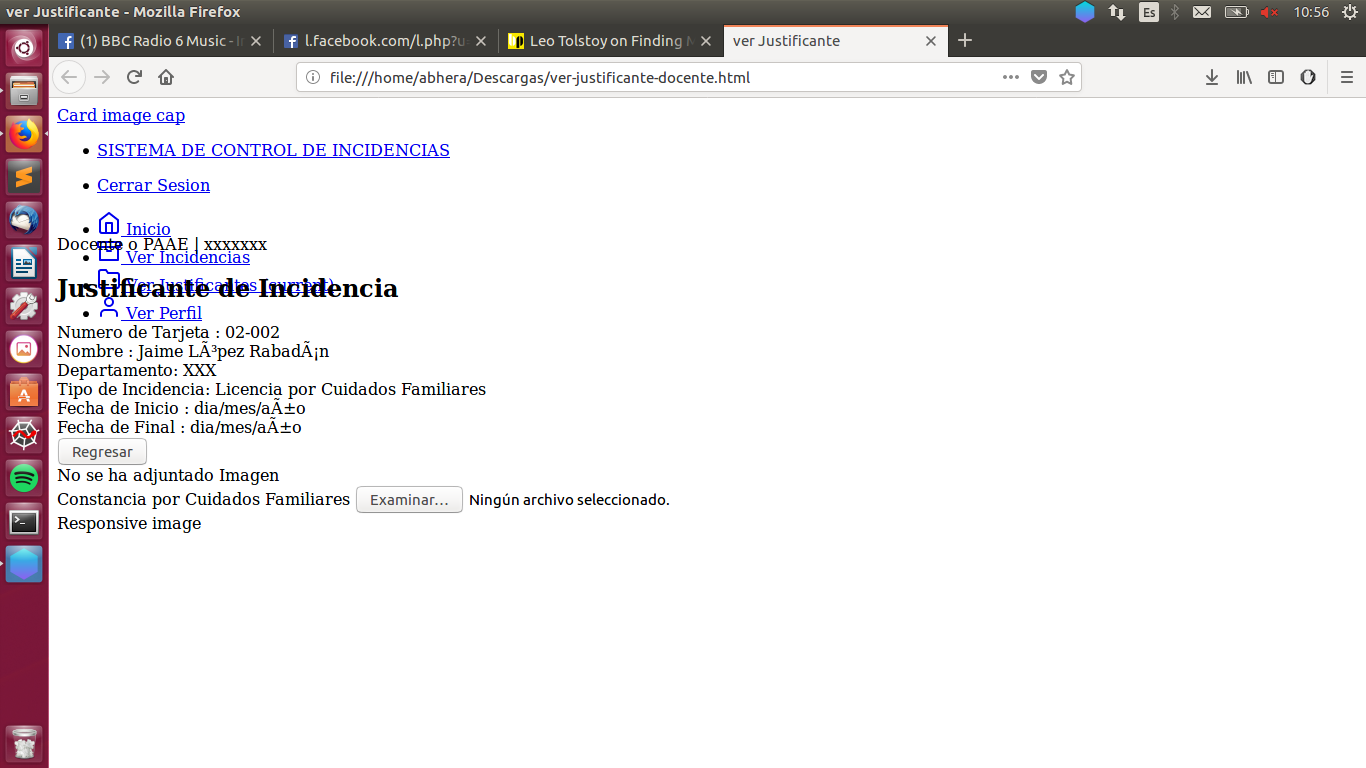 ver Justificante - Mozilla Firefox
Es
10:56
(1) BBC Radio 6 Music - I
l.facebook.com/l.php?u
Leo Tolstoy on Finding M
ver Justificante
file:///home/abhera/Descargas/ver-justificante-docente.html
Card image cap
SISTEMA DE CONTROL DE INCIDENCIAS
Cerrar Sesion
Inicio
Docente o PAAE | xxxxxxx
Ver Incidencias
Ver Justificantes (current)
Justificante de Incidencia
Ver Perfil
Numero de Tarjeta : 02-002
Nombre : Jaime LÃ³pez RabadÃ¡n
Departamento: XXX
Tipo de Incidencia: Licencia por Cuidados Familiares
Fecha de Inicio : dia/mes/aÃ±o
Fecha de Final : dia/mes/aÃ±o
Regresar
No se ha adjuntado Imagen
Constancia por Cuidados Familiares Examinar... Ningún archivo seleccionado.
Responsive image